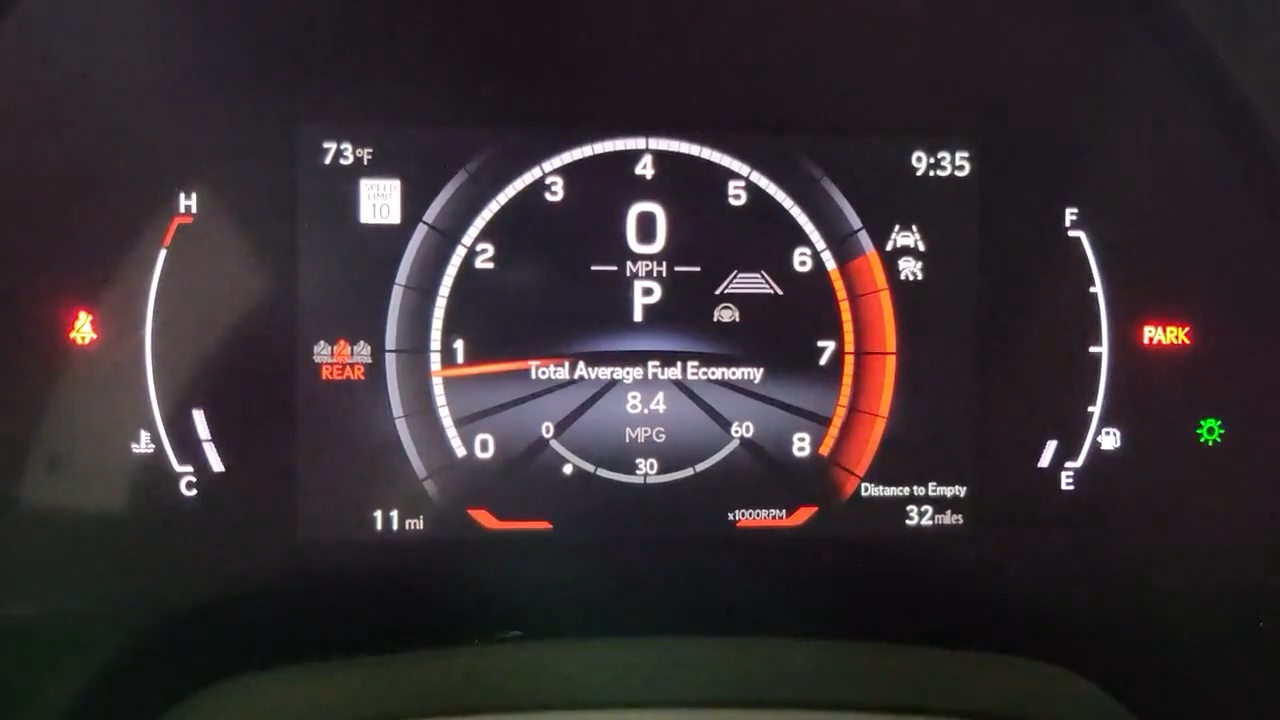 73°F
9:35
SPEED
LIMIT
10
H
F
4
3
5
2
6
0
MPH
P
1
7
REAR
PARK
Total Average Fuel Economy
8.4
MPG
0
0
60
8
30
C
E
Distance to Empty
11 mi
x1000RPM
32 miles